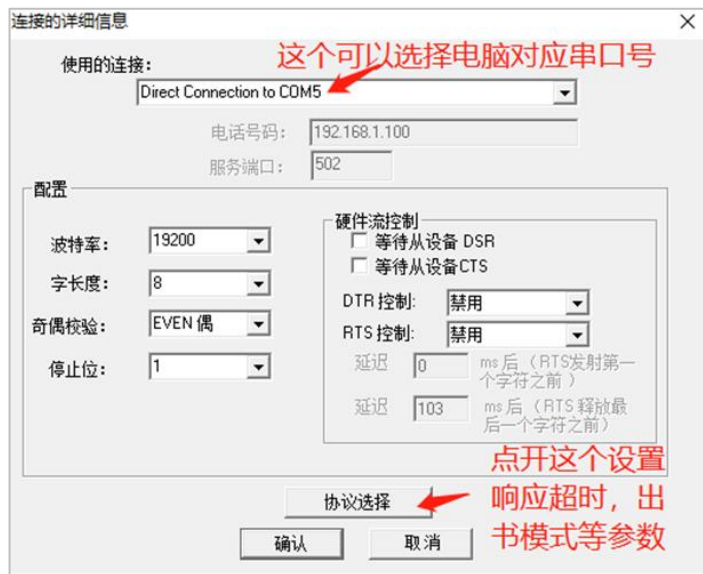 连接的详细信息
使用的连接:
这个可以选择电脑对应串口号
Direct Connection to COM5
电话号码:
192.168.1.100
服务端口:
502
配置
波特率:
19200
字长度:
8
奇偶校验:
EVEN 偶
停止位:
1
硬件流控制
等待从设备 DSR
等待从设备CTS
DTR 控制:
禁用
RTS 控制:
禁用
延迟
0
ms 后(RTS发射第一
个字符之前)
延迟
103
ms 后(RTS 释放最
后一个字符之前)
点开这个设置
响应超时,出
书模式等参数
协议选择
确认
取消